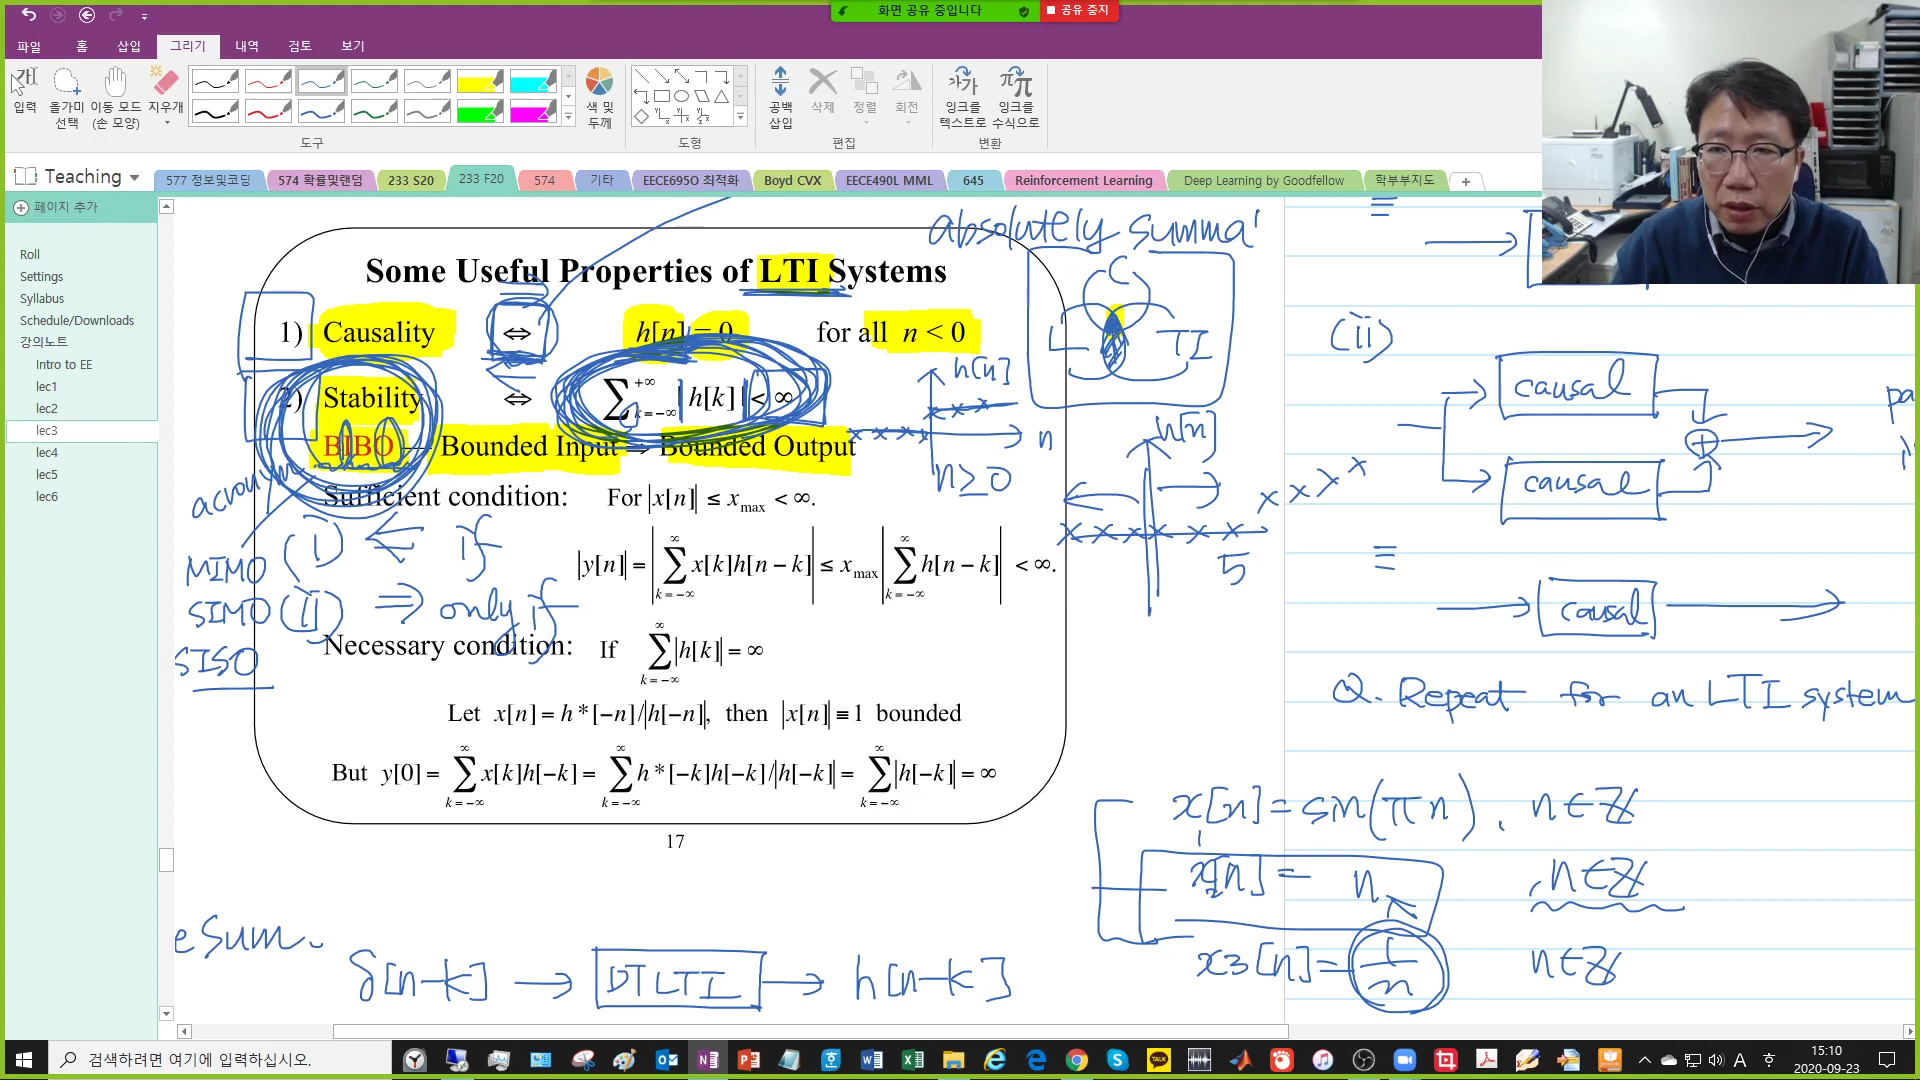 화면 공유 중입니다
공유 중지
파일 홈 삽입 그리기 내역 검토 보기
입력
올가미 선택
이동 모드 (손 모양)
지우개
색 및 두께
공백 삽입
삭제
정렬
회전
잉크를 텍스트로
잉크를 수식으로
도구 도형 편집 변환
Teaching
577 정보및코딩 574 확률및랜덤 233 S20 233 F20 574 기타 EECE695O 최적화 Boyd CVX EECE490L MML 645 Reinforcement Learning Deep Learning by Goodfellow 학부부지도
페이지 추가
Roll
Settings
Syllabus
Schedule/Downloads
강의노트
Intro to EE
lec1
lec2
lec3
lec4
lec5
lec6
absolutely summa
Some Useful Properties of LTI Systems
1) Causality ⇔ h[n] = 0 for all n < 0
2) Stability ⇔ ∑_{k=-∞}^{+∞} |h[k]| < ∞
BIBO — Bounded Input ⇒ Bounded Output
Sufficient condition: For |x[n]| ≤ x_max < ∞.
|y[n]| = |∑_{k=-∞}^{∞} x[k]h[n-k]| ≤ x_max |∑_{k=-∞}^{∞} h[n-k]| < ∞.
Necessary condition: If ∑_{k=-∞}^{∞} |h[k]| = ∞
Let x[n] = h*[-n]/|h[-n]|, then |x[n]| ≡ 1 bounded
But y[0] = ∑_{k=-∞}^{∞} x[k]h[-k] = ∑_{k=-∞}^{∞} h*[-k]h[-k]/|h[-k]| = ∑_{k=-∞}^{∞} |h[-k]| = ∞
17
C
L TI
h[n]
n
n≥0
h[n]
5
acronym
MIMO
SIMO
SISO
(i) ⇐ if
(ii) ⇒ only if
e sum.
δ[n-k] → DT LTI → h[n-k]
≡
(ii)
causal
causal
+
≡
causal
Q. Repeat for an LTI system
x[n] = sin(πn), n∈ℤ
x2[n] = n, n∈ℤ
x3[n] = 1/n n∈ℤ
검색하려면 여기에 입력하십시오.
TALK
A
15:10
2020-09-23